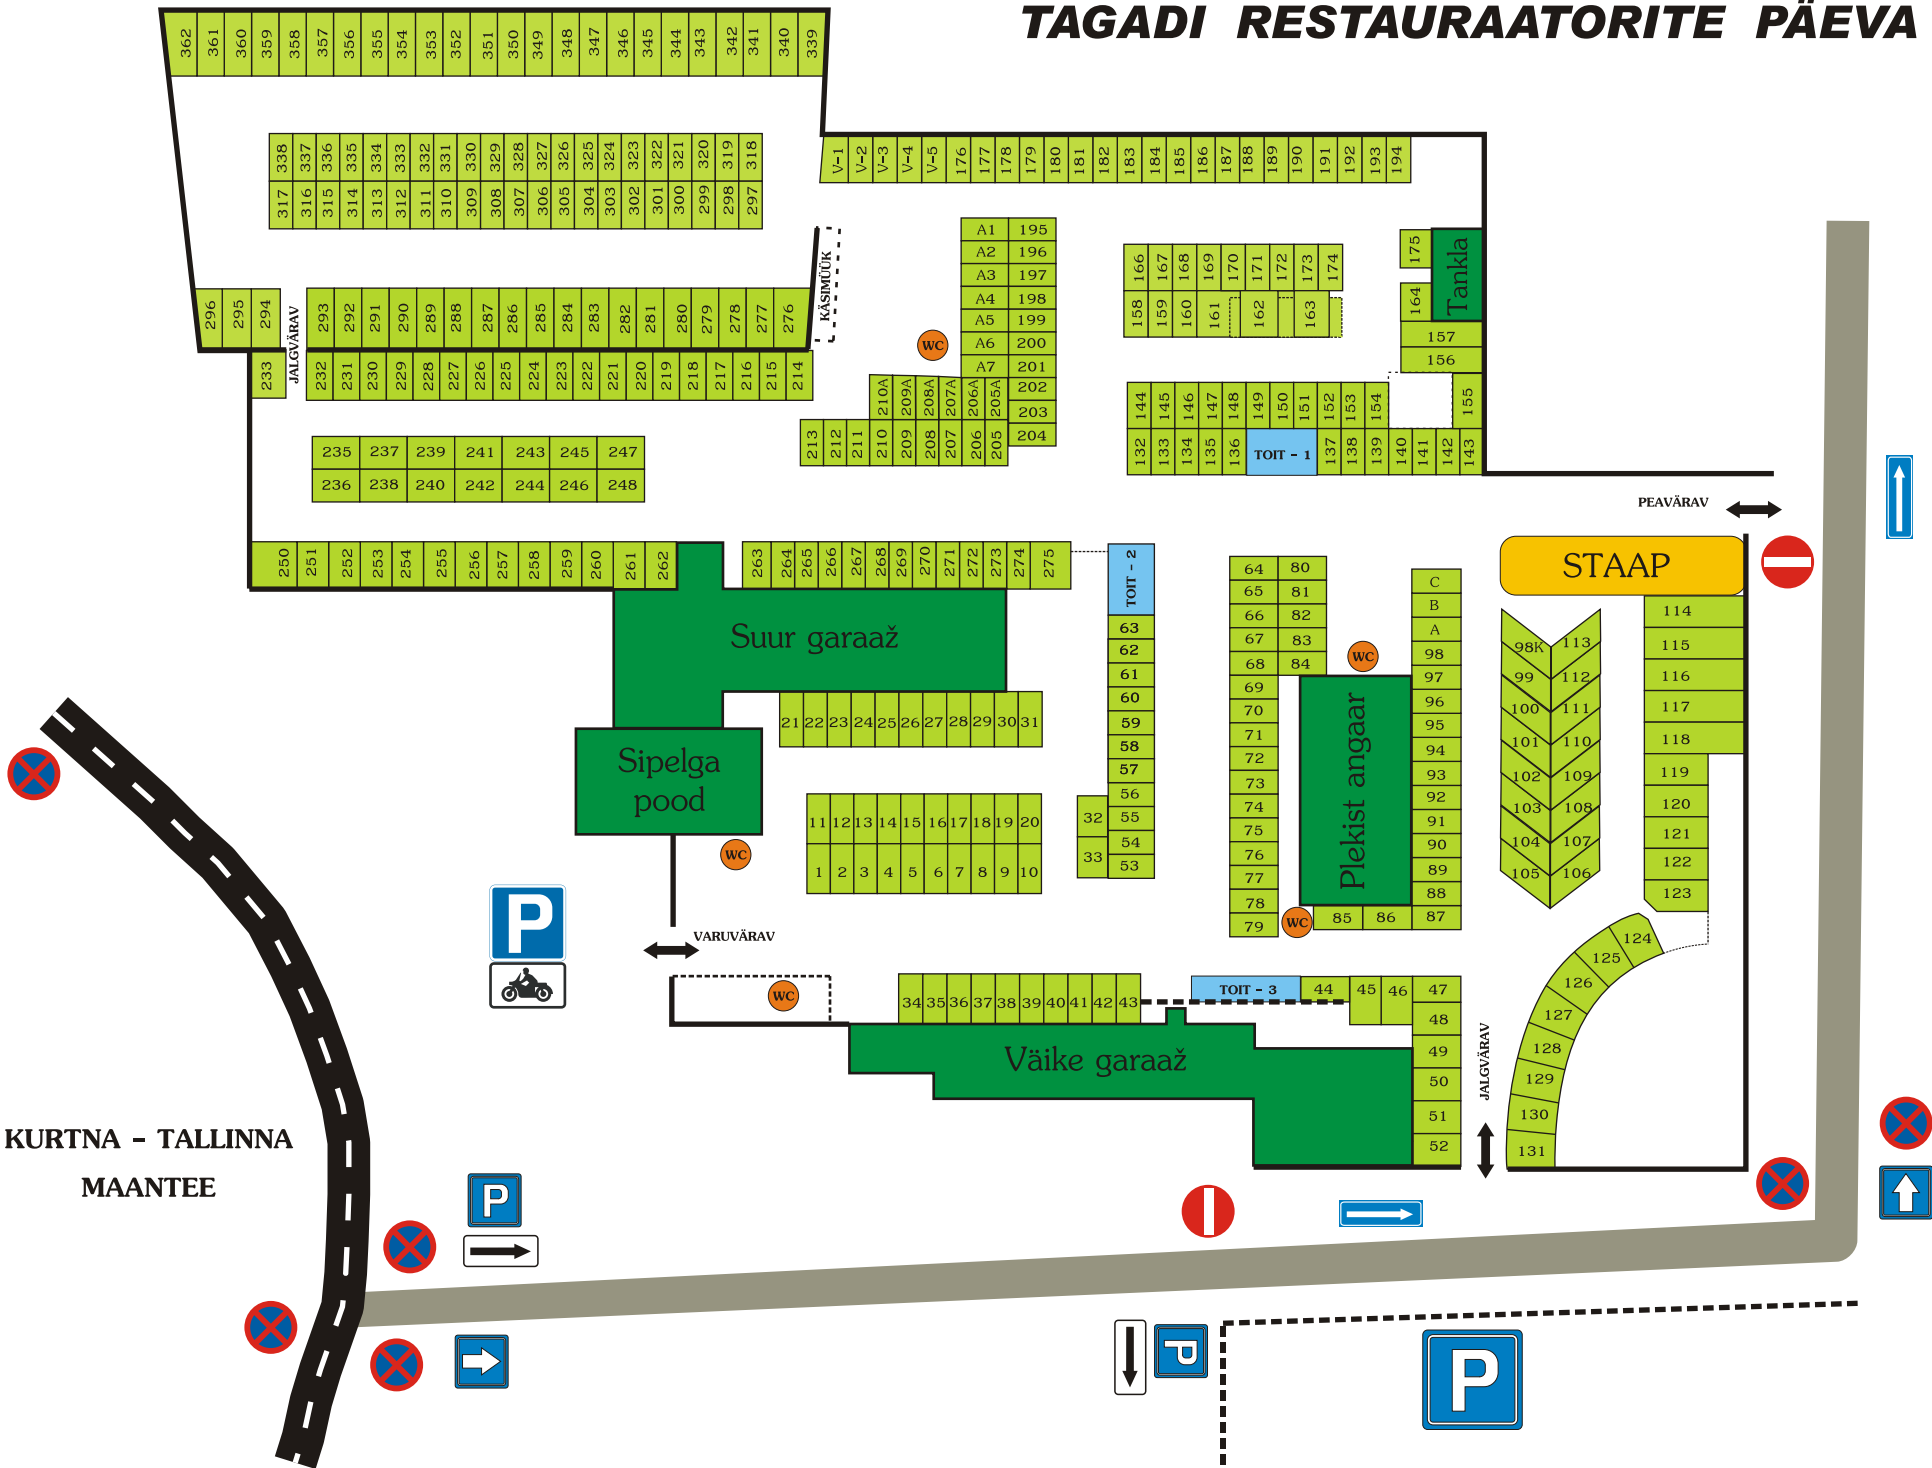 TAGADI RESTAURAATORITE PÄEVA
362 361 360 359 358 357 356 355 354 353 352 351 350 349 348 347 346 345 344 343 342 341 340 339
338 337 336 335 334 333 332 331 330 329 328 327 326 325 324 323 322 321 320 319 318
317 316 315 314 313 312 311 310 309 308 307 306 305 304 303 302 301 300 299 298 297
V-1 V-2 V-3 V-4 V-5 176 177 178 179 180 181 182 183 184 185 186 187 188 189 190 191 192 193 194
KÄSIMÜÜK
296 295 294
JALGVÄRAV
293 292 291 290 289 288 287 286 285 284 283 282 281 280 279 278 277 276
233
232 231 230 229 228 227 226 225 224 223 222 221 220 219 218 217 216 215 214
A1 195
A2 196
A3 197
A4 198
A5 199
A6 200
A7 201
202
203
204
WC
210A 209A 208A 207A 206A 205A
213 212 211 210 209 208 207 206 205
166 167 168 169 170 171 172 173 174
158 159 160 161 162 163
175
164
Tankla
157
156
155
144 145 146 147 148 149 150 151 152 153 154
132 133 134 135 136
TOIT - 1
137 138 139 140 141 142 143
235 237 239 241 243 245 247
236 238 240 242 244 246 248
PEAVÄRAV
250 251 252 253 254 255 256 257 258 259 260 261 262
263 264 265 266 267 268 269 270 271 272 273 274 275
TOIT - 2
STAAP
Suur garaaž
Sipelga
pood
21 22 23 24 25 26 27 28 29 30 31
11 12 13 14 15 16 17 18 19 20
1 2 3 4 5 6 7 8 9 10
WC
32
33
63
62
61
60
59
58
57
56
55
54
53
64 80
65 81
66 82
67 83
68 84
69
70
71
72
73
74
75
76
77
78
79
WC
Plekist angaar
WC
85 86 87
C
B
A
98
97
96
95
94
93
92
91
90
89
88
98K 113
99 112
100 111
101 110
102 109
103 108
104 107
105 106
114
115
116
117
118
119
120
121
122
123
124
125
126
127
128
129
130
131
P
VARUVÄRAV
WC
34 35 36 37 38 39 40 41 42 43
TOIT - 3
44 45 46 47
48
49
50
51
52
Väike garaaž
JALGVÄRAV
KURTNA - TALLINNA
MAANTEE
P
P
P